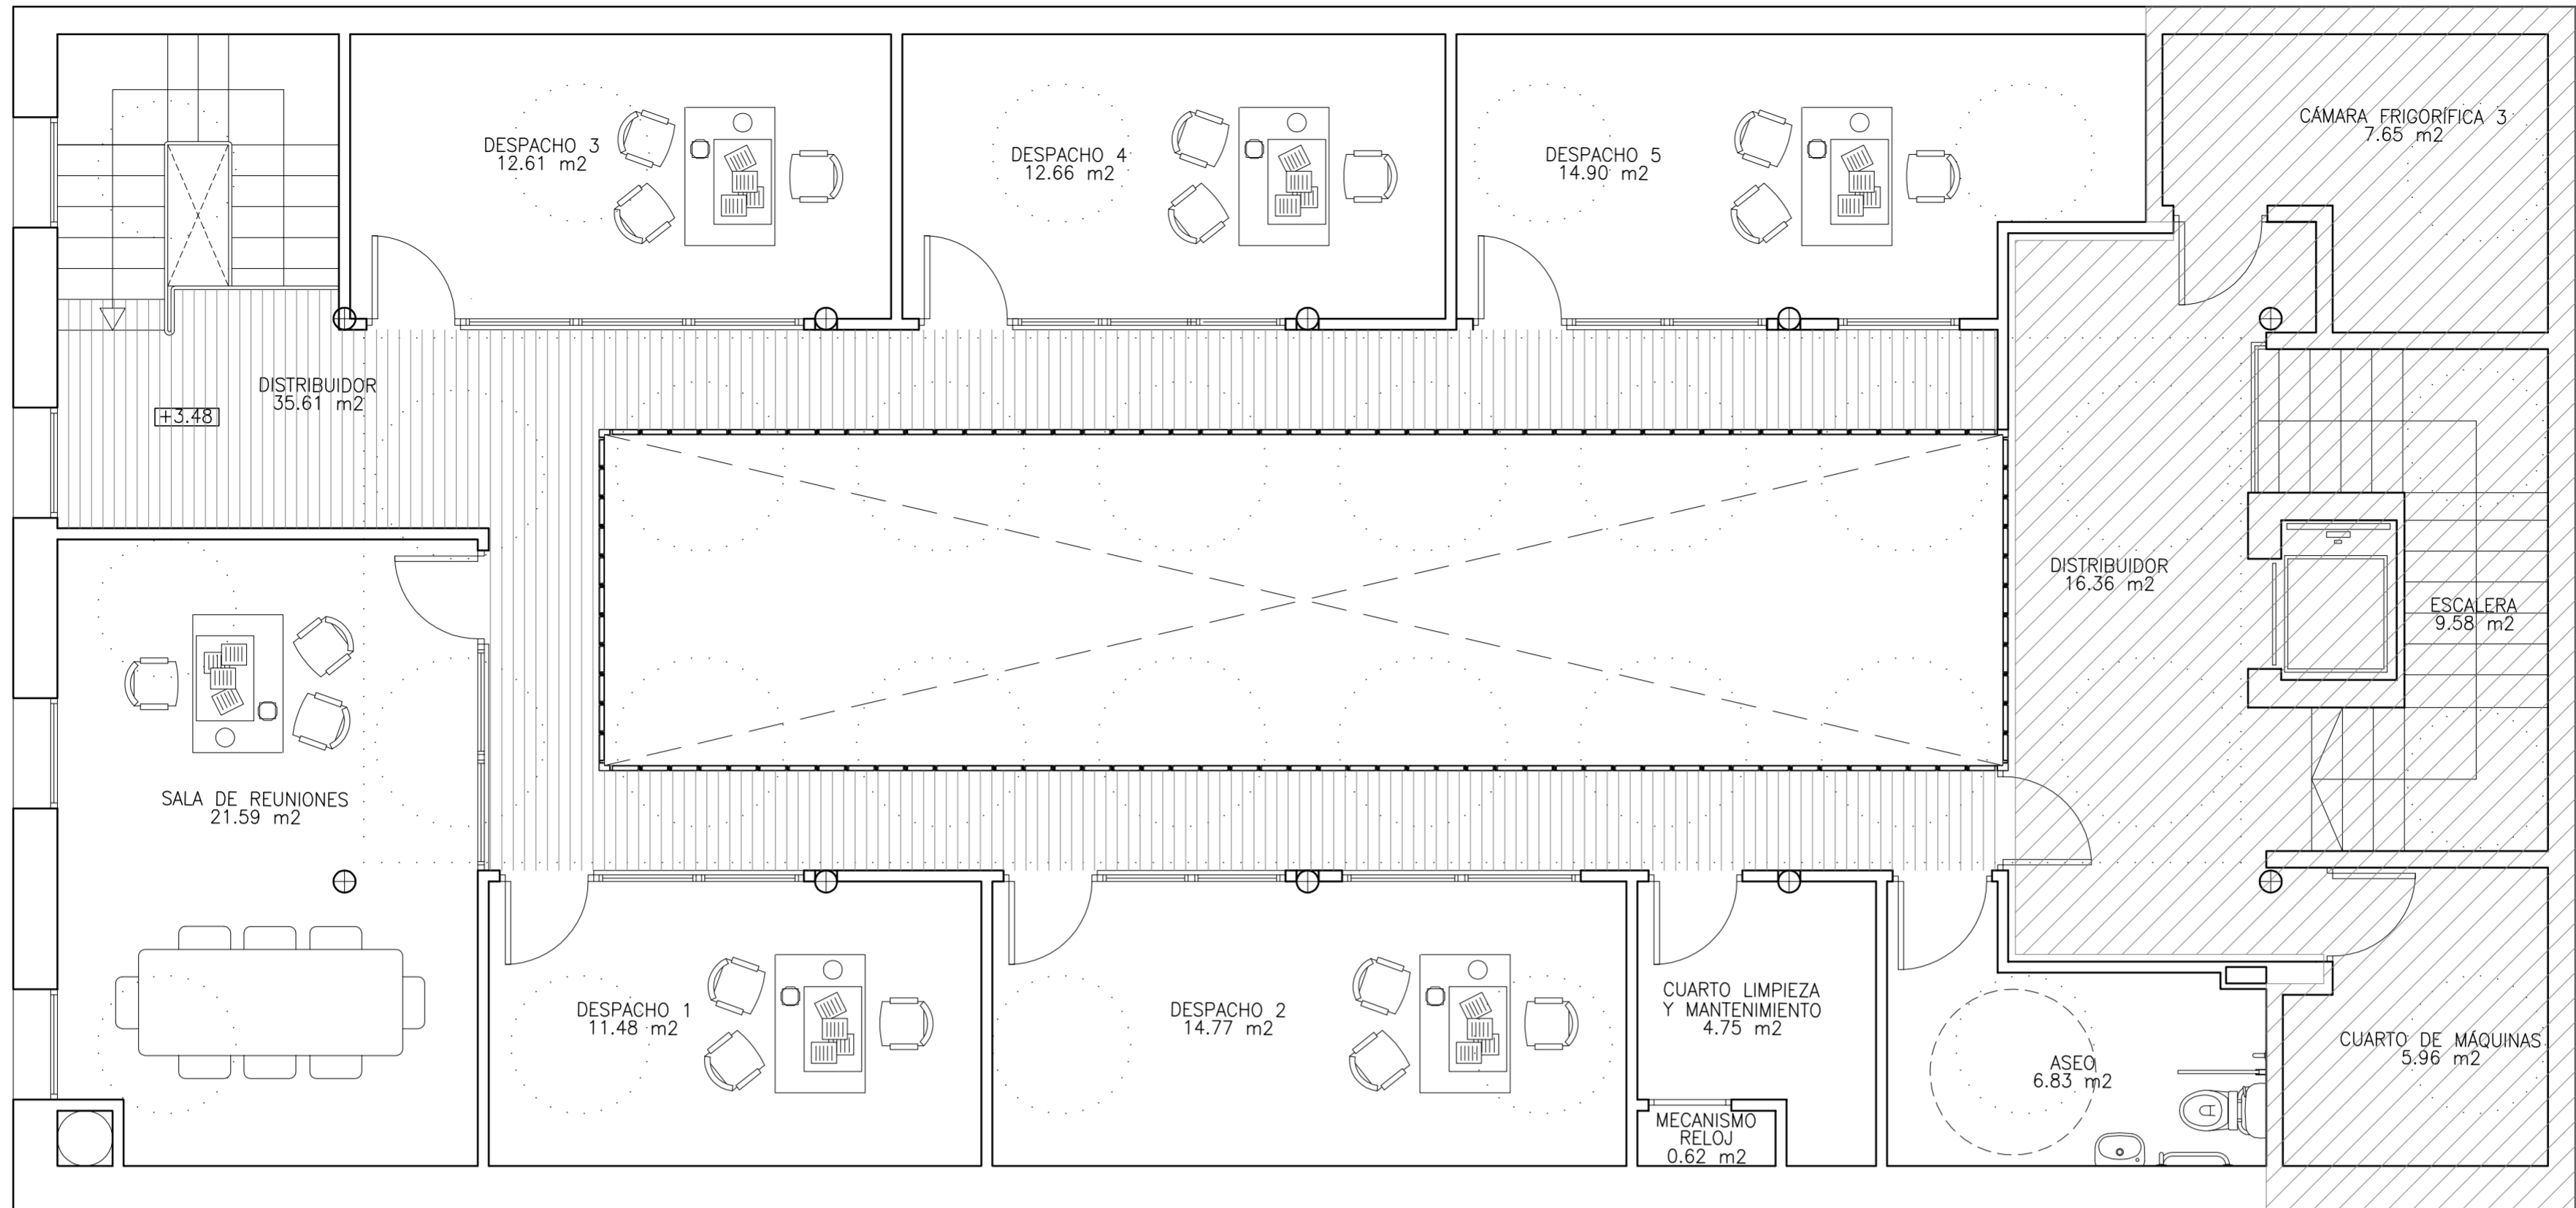 DESPACHO 3
12.61 m2
DESPACHO 4
12.66 m2
DESPACHO 5
14.90 m2
CÁMARA FRIGORÍFICA 3
7.65 m2
DISTRIBUIDOR
35.61 m2
+3.48
DISTRIBUIDOR
16.36 m2
ESCALERA
9.58 m2
SALA DE REUNIONES
21.59 m2
DESPACHO 1
11.48 m2
DESPACHO 2
14.77 m2
CUARTO LIMPIEZA
Y MANTENIMIENTO
4.75 m2
MECANISMO
RELOJ
0.62 m2
ASEO
6.83 m2
CUARTO DE MÁQUINAS
5.96 m2